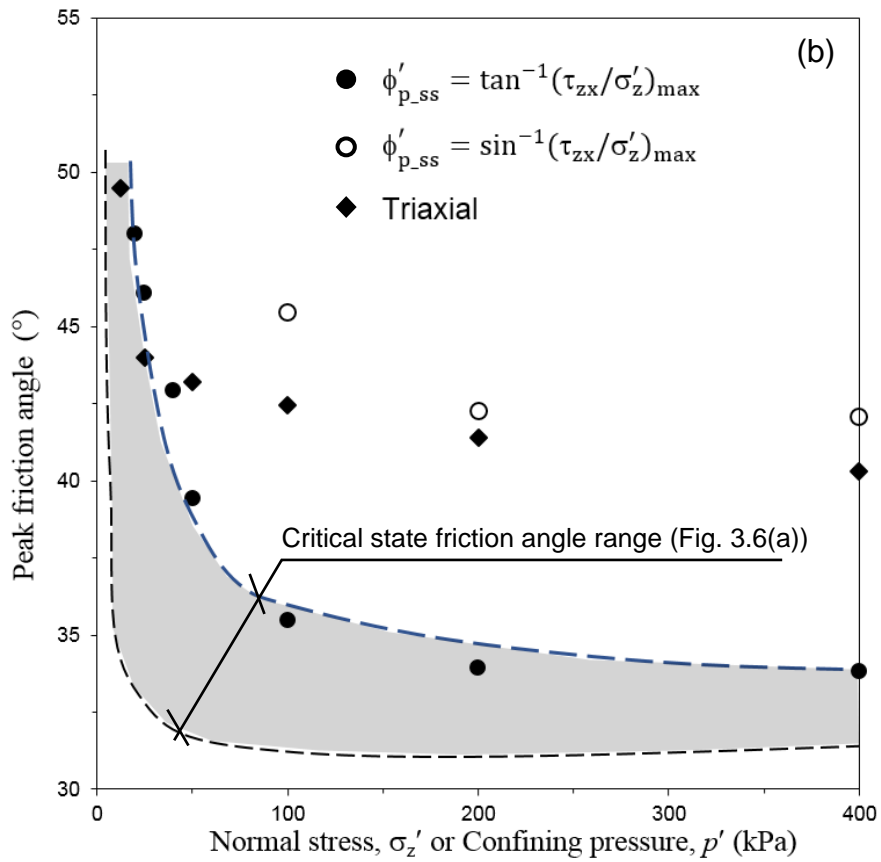 55
(b)
ϕ′p_ss = tan⁻¹(τzx/σ′z)max
ϕ′p_ss = sin⁻¹(τzx/σ′z)max
Triaxial
50
45
40
35
30
Peak friction angle (°)
Critical state friction angle range (Fig. 3.6(a))
0
100
200
300
400
Normal stress, σz′ or Confining pressure, p′ (kPa)